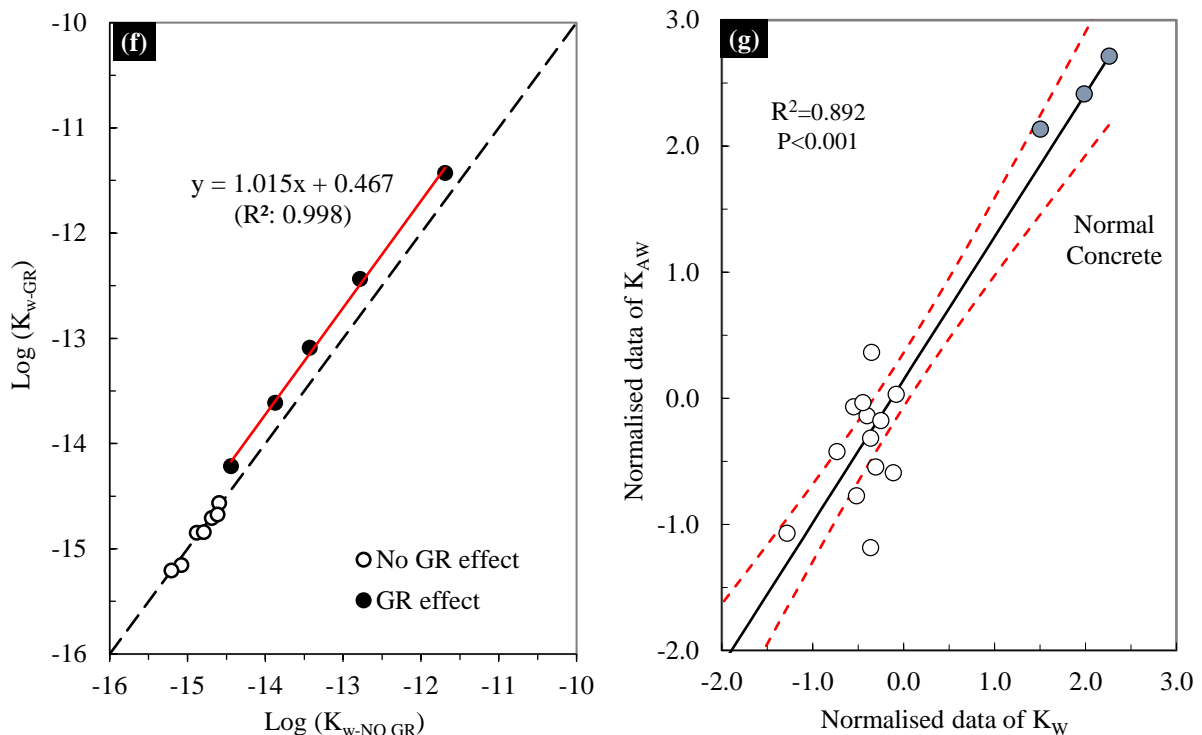 (f)
-10
-11
-12
-13
-14
-15
-16
Log (Kw-GR)
y = 1.015x + 0.467
(R²: 0.998)
No GR effect
GR effect
-16 -15 -14 -13 -12 -11 -10
Log (Kw-NO GR)
(g)
3.0
2.0
1.0
0.0
-1.0
-2.0
Normalised data of KAW
R²=0.892
P<0.001
Normal
Concrete
-2.0 -1.0 0.0 1.0 2.0 3.0
Normalised data of KW